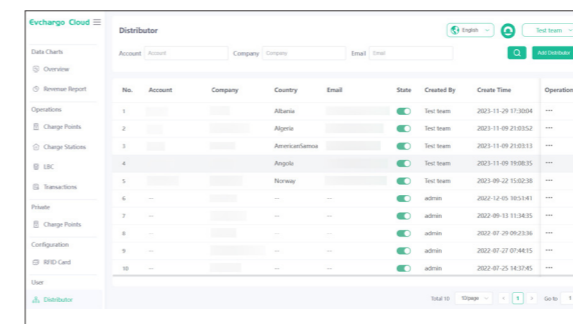 Evchargo Cloud
Distributor
English
Test team
Data Charts
Account Account Company Company Email Email
Add Distributor
Overview
Revenue Report
No. Account Company Country Email State Created By Create Time Operation
Operations
1 Albania Test team 2023-11-29 17:30:04 ...
Charge Points
2 Algeria Test team 2023-11-09 21:03:52 ...
Charge Stations
3 AmericanSamoa Test team 2023-11-09 21:03:13 ...
LBC
4 Angola Test team 2023-11-09 19:08:35 ...
Transactions
5 Norway Test team 2023-09-22 15:02:38 ...
Private
6 -- -- -- admin 2022-12-05 10:51:41 ...
Charge Points
7 -- -- -- admin 2022-09-13 11:34:35 ...
Configuration
8 -- -- -- admin 2022-07-29 09:23:36 ...
RFID Card
9 -- -- -- admin 2022-07-27 07:44:15 ...
User
10 -- -- -- admin 2022-07-25 14:37:45 ...
Distributor
Total 10 10/page 1 Go to 1